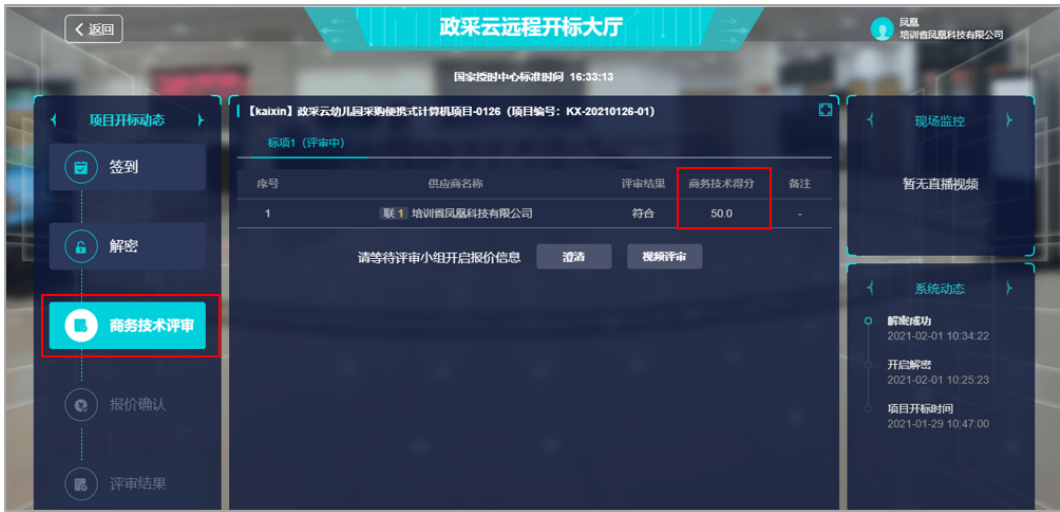 返回
政采云远程开标大厅
凤凰
培训省凤凰科技有限公司
国家授时中心标准时间 16:33:13
项目开标动态
签到
解密
商务技术评审
报价确认
评审结果
【kaixin】政采云幼儿园采购便携式计算机项目-0126（项目编号：KX-20210126-01）
标项1（评审中）
序号 供应商名称 评审结果 商务技术得分 备注
1 联1 培训省凤凰科技有限公司 符合 50.0 -
请等待评审小组开启报价信息 澄清 视频评审
现场监控
暂无直播视频
系统动态
解密成功
2021-02-01 10:34:22
开启解密
2021-02-01 10:25:23
项目开标时间
2021-01-29 10:47:00